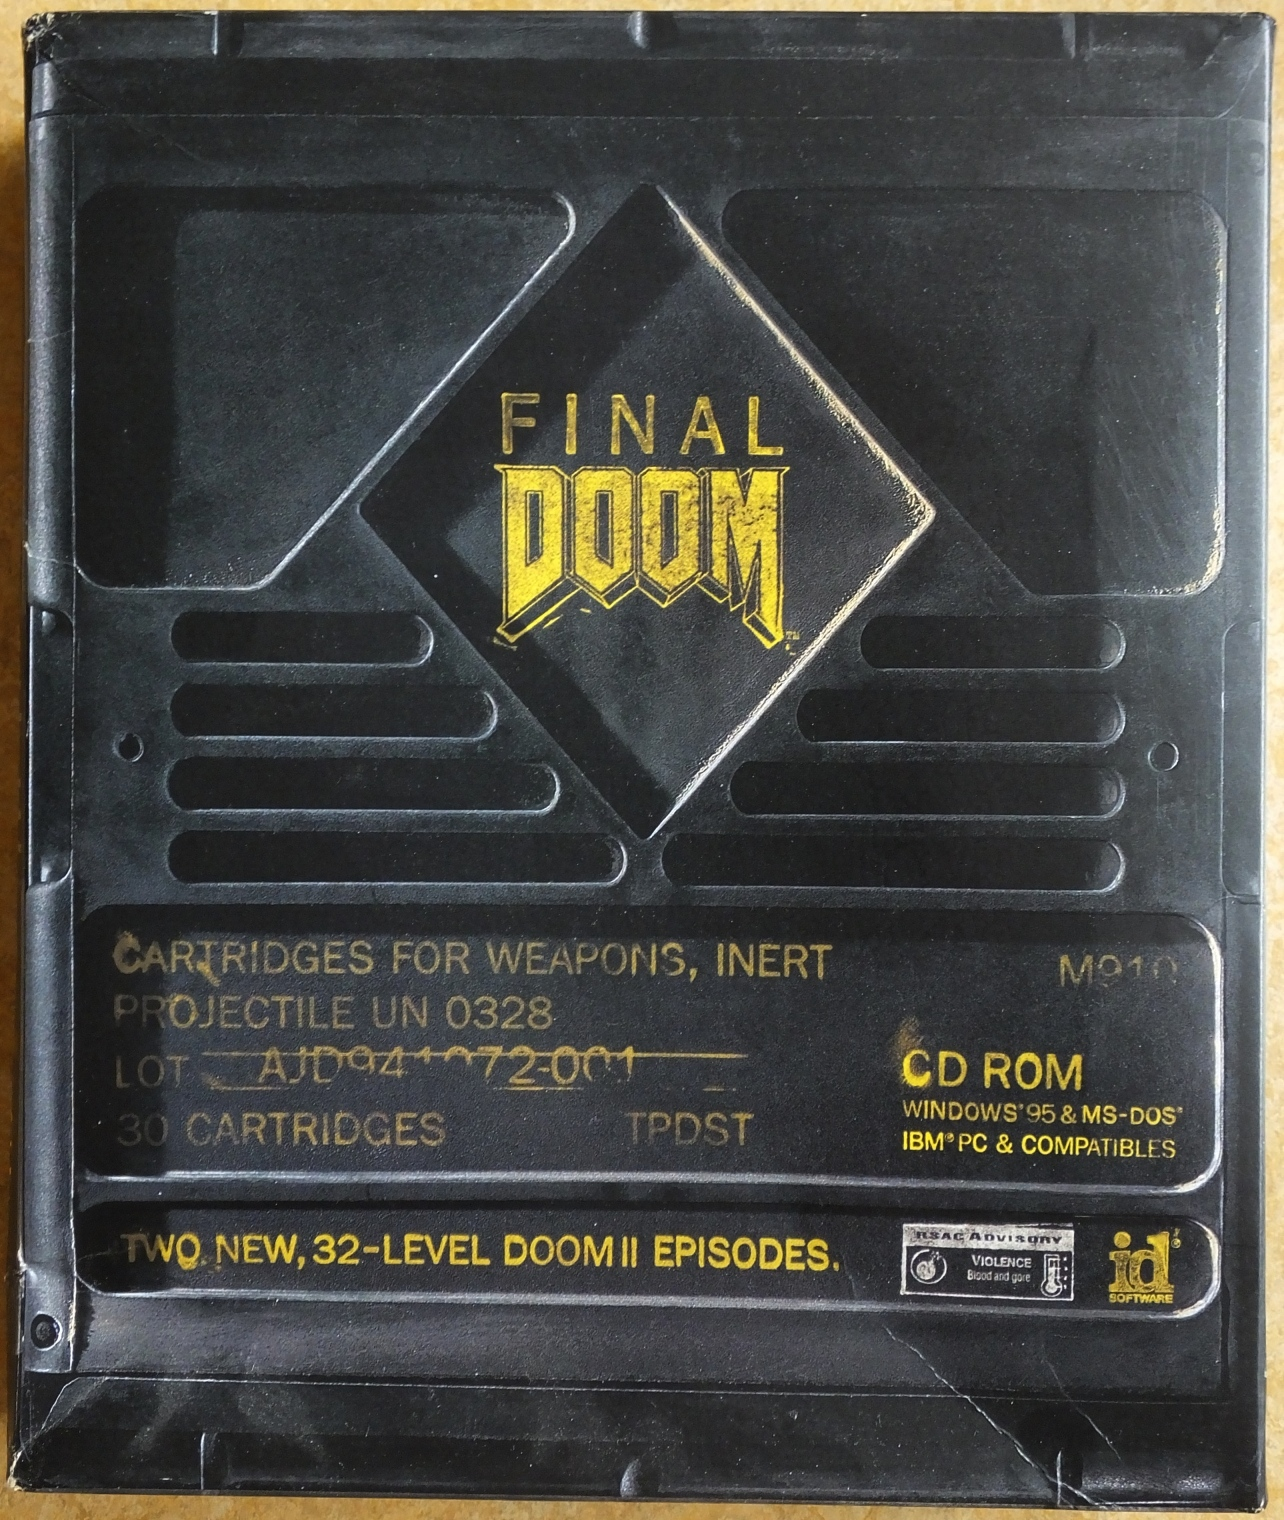 FINAL
DOOM™
CARTRIDGES FOR WEAPONS, INERT M910
PROJECTILE UN 0328
LOT AJD941072-001
30 CARTRIDGES TPDST
CD ROM
WINDOWS® 95 & MS-DOS®
IBM® PC & COMPATIBLES
TWO NEW, 32-LEVEL DOOM II EPISODES.
RSAC ADVISORY
VIOLENCE
Blood and gore
id
SOFTWARE